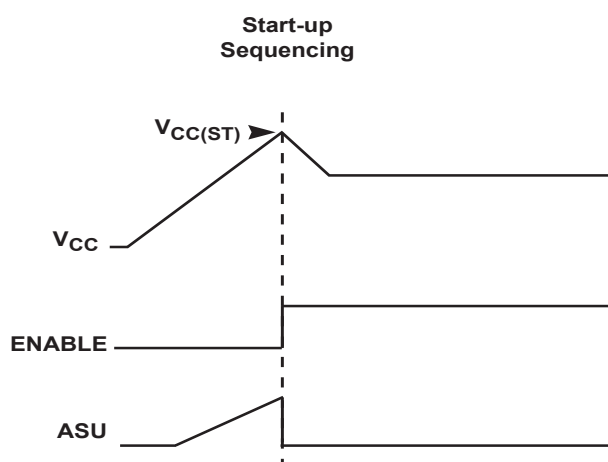 Start-up
Sequencing
VCC(ST)
VCC
ENABLE
ASU